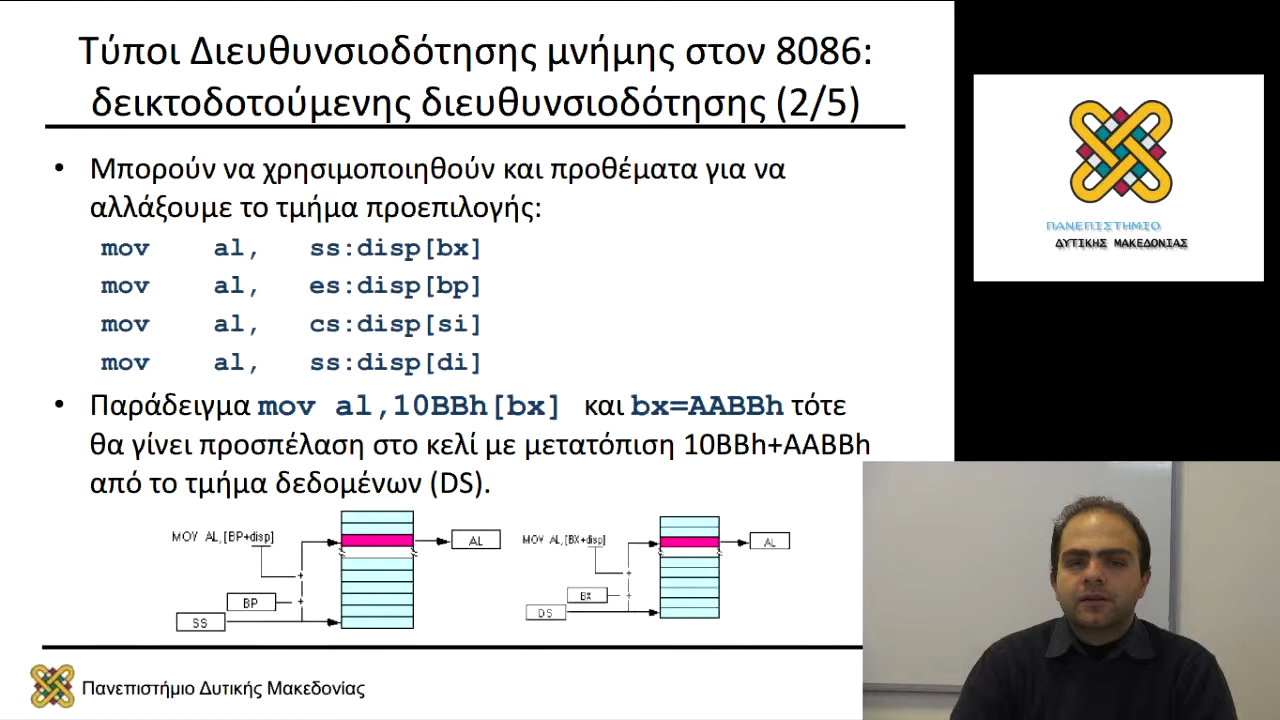 Τύποι Διευθυνσιοδότησης μνήμης στον 8086:
δεικτοδοτούμενης διευθυνσιοδότησης (2/5)
• Μπορούν να χρησιμοποιηθούν και προθέματα για να
αλλάξουμε το τμήμα προεπιλογής:
mov al, ss:disp[bx]
mov al, es:disp[bp]
mov al, cs:disp[si]
mov al, ss:disp[di]
• Παράδειγμα mov al,10BBh[bx] και bx=AABBh τότε
θα γίνει προσπέλαση στο κελί με μετατόπιση 10BBh+AABBh
από το τμήμα δεδομένων (DS).
MOV AL,[BP+disp]
AL
+
BP
+
SS
MOV AL,[BX+disp]
AL
+
BX
+
DS
Πανεπιστήμιο Δυτικής Μακεδονίας
ΠΑΝΕΠΙΣΤΗΜΙΟ
ΔΥΤΙΚΗΣ ΜΑΚΕΔΟΝΙΑΣ